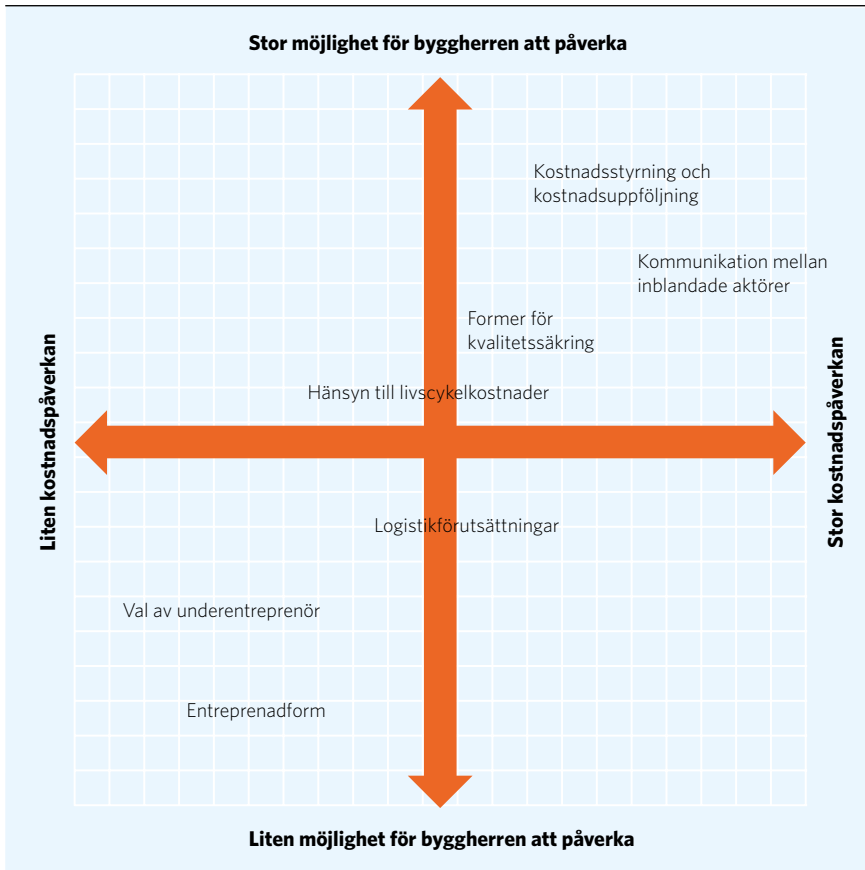 Stor möjlighet för byggherren att påverka
Kostnadsstyrning och
kostnadsuppföljning
Kommunikation mellan
inblandade aktörer
Former för
kvalitetssäkring
Hänsyn till livscykelkostnader
Liten kostnadspåverkan
Stor kostnadspåverkan
Logistikförutsättningar
Val av underentreprenör
Entreprenadform
Liten möjlighet för byggherren att påverka